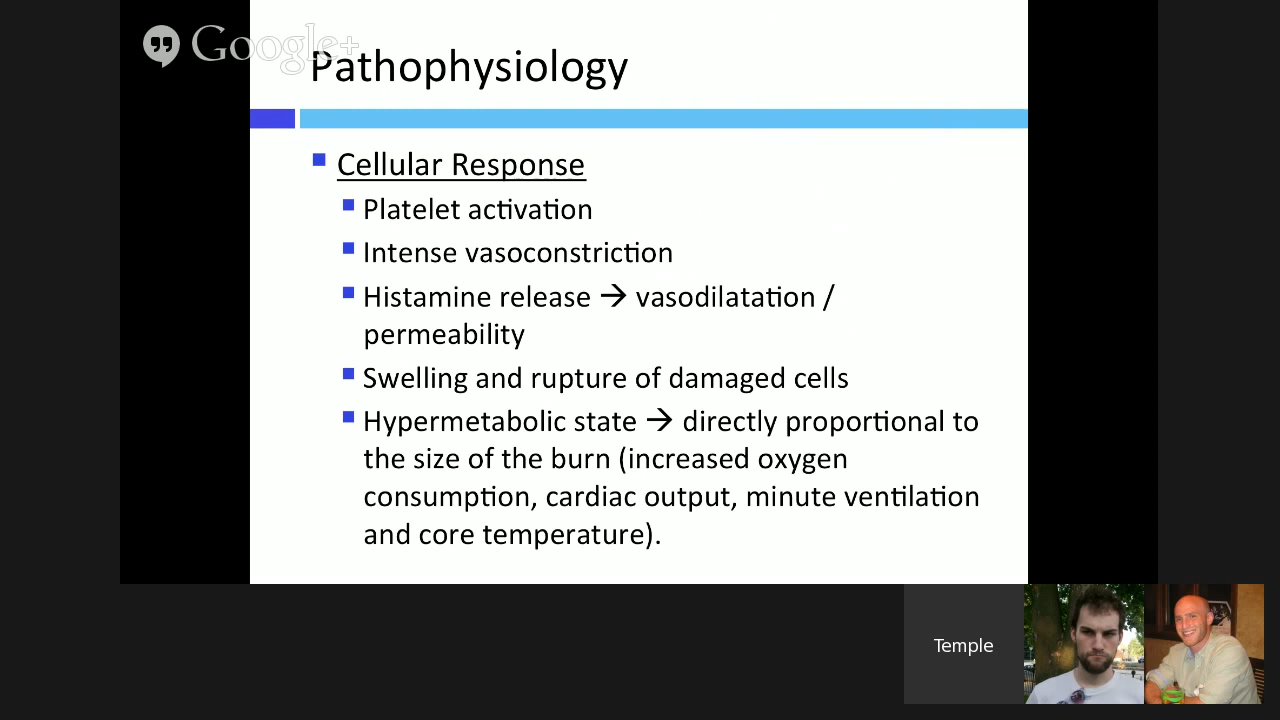 Google+
Pathophysiology
Cellular Response
Platelet activation
Intense vasoconstriction
Histamine release → vasodilatation /
permeability
Swelling and rupture of damaged cells
Hypermetabolic state → directly proportional to
the size of the burn (increased oxygen
consumption, cardiac output, minute ventilation
and core temperature).
Temple